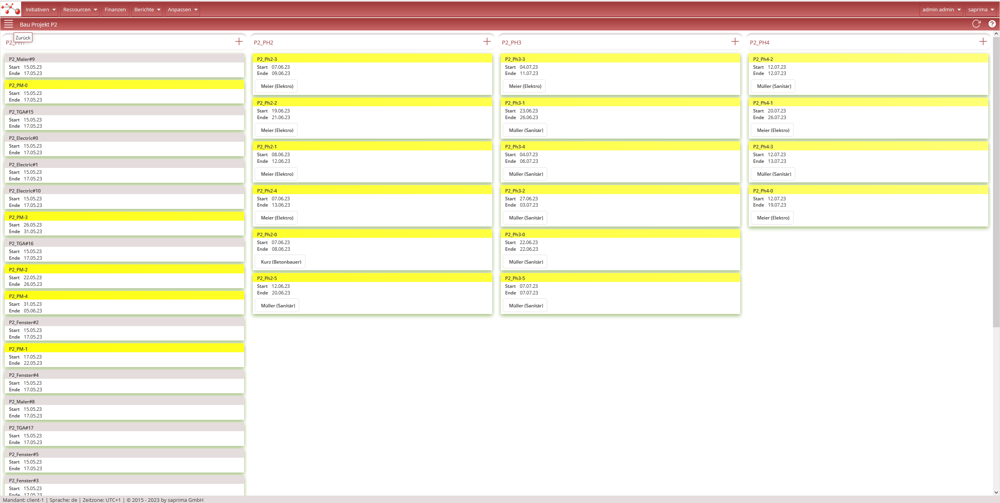 Initiativen
Ressourcen
Finanzen
Berichte
Anpassen
admin admin
saprima
Bau Projekt P2
Zurück
P2_PH1
P2_Maler#9
Start 15.05.23
Ende 17.05.23
P2_PM-0
Start 15.05.23
Ende 17.05.23
P2_TGA#15
Start 15.05.23
Ende 17.05.23
P2_Electric#0
Start 15.05.23
Ende 17.05.23
P2_Electric#1
Start 15.05.23
Ende 17.05.23
P2_Electric#10
Start 15.05.23
Ende 17.05.23
P2_PM-3
Start 26.05.23
Ende 31.05.23
P2_TGA#16
Start 15.05.23
Ende 17.05.23
P2_PM-2
Start 22.05.23
Ende 26.05.23
P2_PM-4
Start 31.05.23
Ende 05.06.23
P2_Fenster#2
Start 15.05.23
Ende 17.05.23
P2_PM-1
Start 17.05.23
Ende 22.05.23
P2_Fenster#4
Start 15.05.23
Ende 17.05.23
P2_Maler#8
Start 15.05.23
Ende 17.05.23
P2_TGA#17
Start 15.05.23
Ende 17.05.23
P2_Fenster#5
Start 15.05.23
Ende 17.05.23
P2_Fenster#3
Start 15.05.23
Ende 17.05.23
P2_PH2
P2_Ph2-3
Start 07.06.23
Ende 09.06.23
Meier (Elektro)
P2_Ph2-2
Start 19.06.23
Ende 21.06.23
Meier (Elektro)
P2_Ph2-1
Start 08.06.23
Ende 12.06.23
Meier (Elektro)
P2_Ph2-4
Start 07.06.23
Ende 13.06.23
Meier (Elektro)
P2_Ph2-0
Start 07.06.23
Ende 08.06.23
Kurz (Betonbauer)
P2_Ph2-5
Start 12.06.23
Ende 20.06.23
Müller (Sanitär)
P2_PH3
P2_Ph3-3
Start 04.07.23
Ende 11.07.23
Meier (Elektro)
P2_Ph3-1
Start 23.06.23
Ende 26.06.23
Müller (Sanitär)
P2_Ph3-4
Start 04.07.23
Ende 06.07.23
Müller (Sanitär)
P2_Ph3-2
Start 27.06.23
Ende 03.07.23
Müller (Sanitär)
P2_Ph3-0
Start 22.06.23
Ende 22.06.23
Müller (Sanitär)
P2_Ph3-5
Start 07.07.23
Ende 07.07.23
Müller (Sanitär)
P2_PH4
P2_Ph4-2
Start 12.07.23
Ende 12.07.23
Müller (Sanitär)
P2_Ph4-1
Start 20.07.23
Ende 26.07.23
Meier (Elektro)
P2_Ph4-3
Start 12.07.23
Ende 13.07.23
Müller (Sanitär)
P2_Ph4-0
Start 12.07.23
Ende 19.07.23
Meier (Elektro)
Mandant: client-1 | Sprache: de | Zeitzone: UTC+1 | © 2015 - 2023 by saprima GmbH